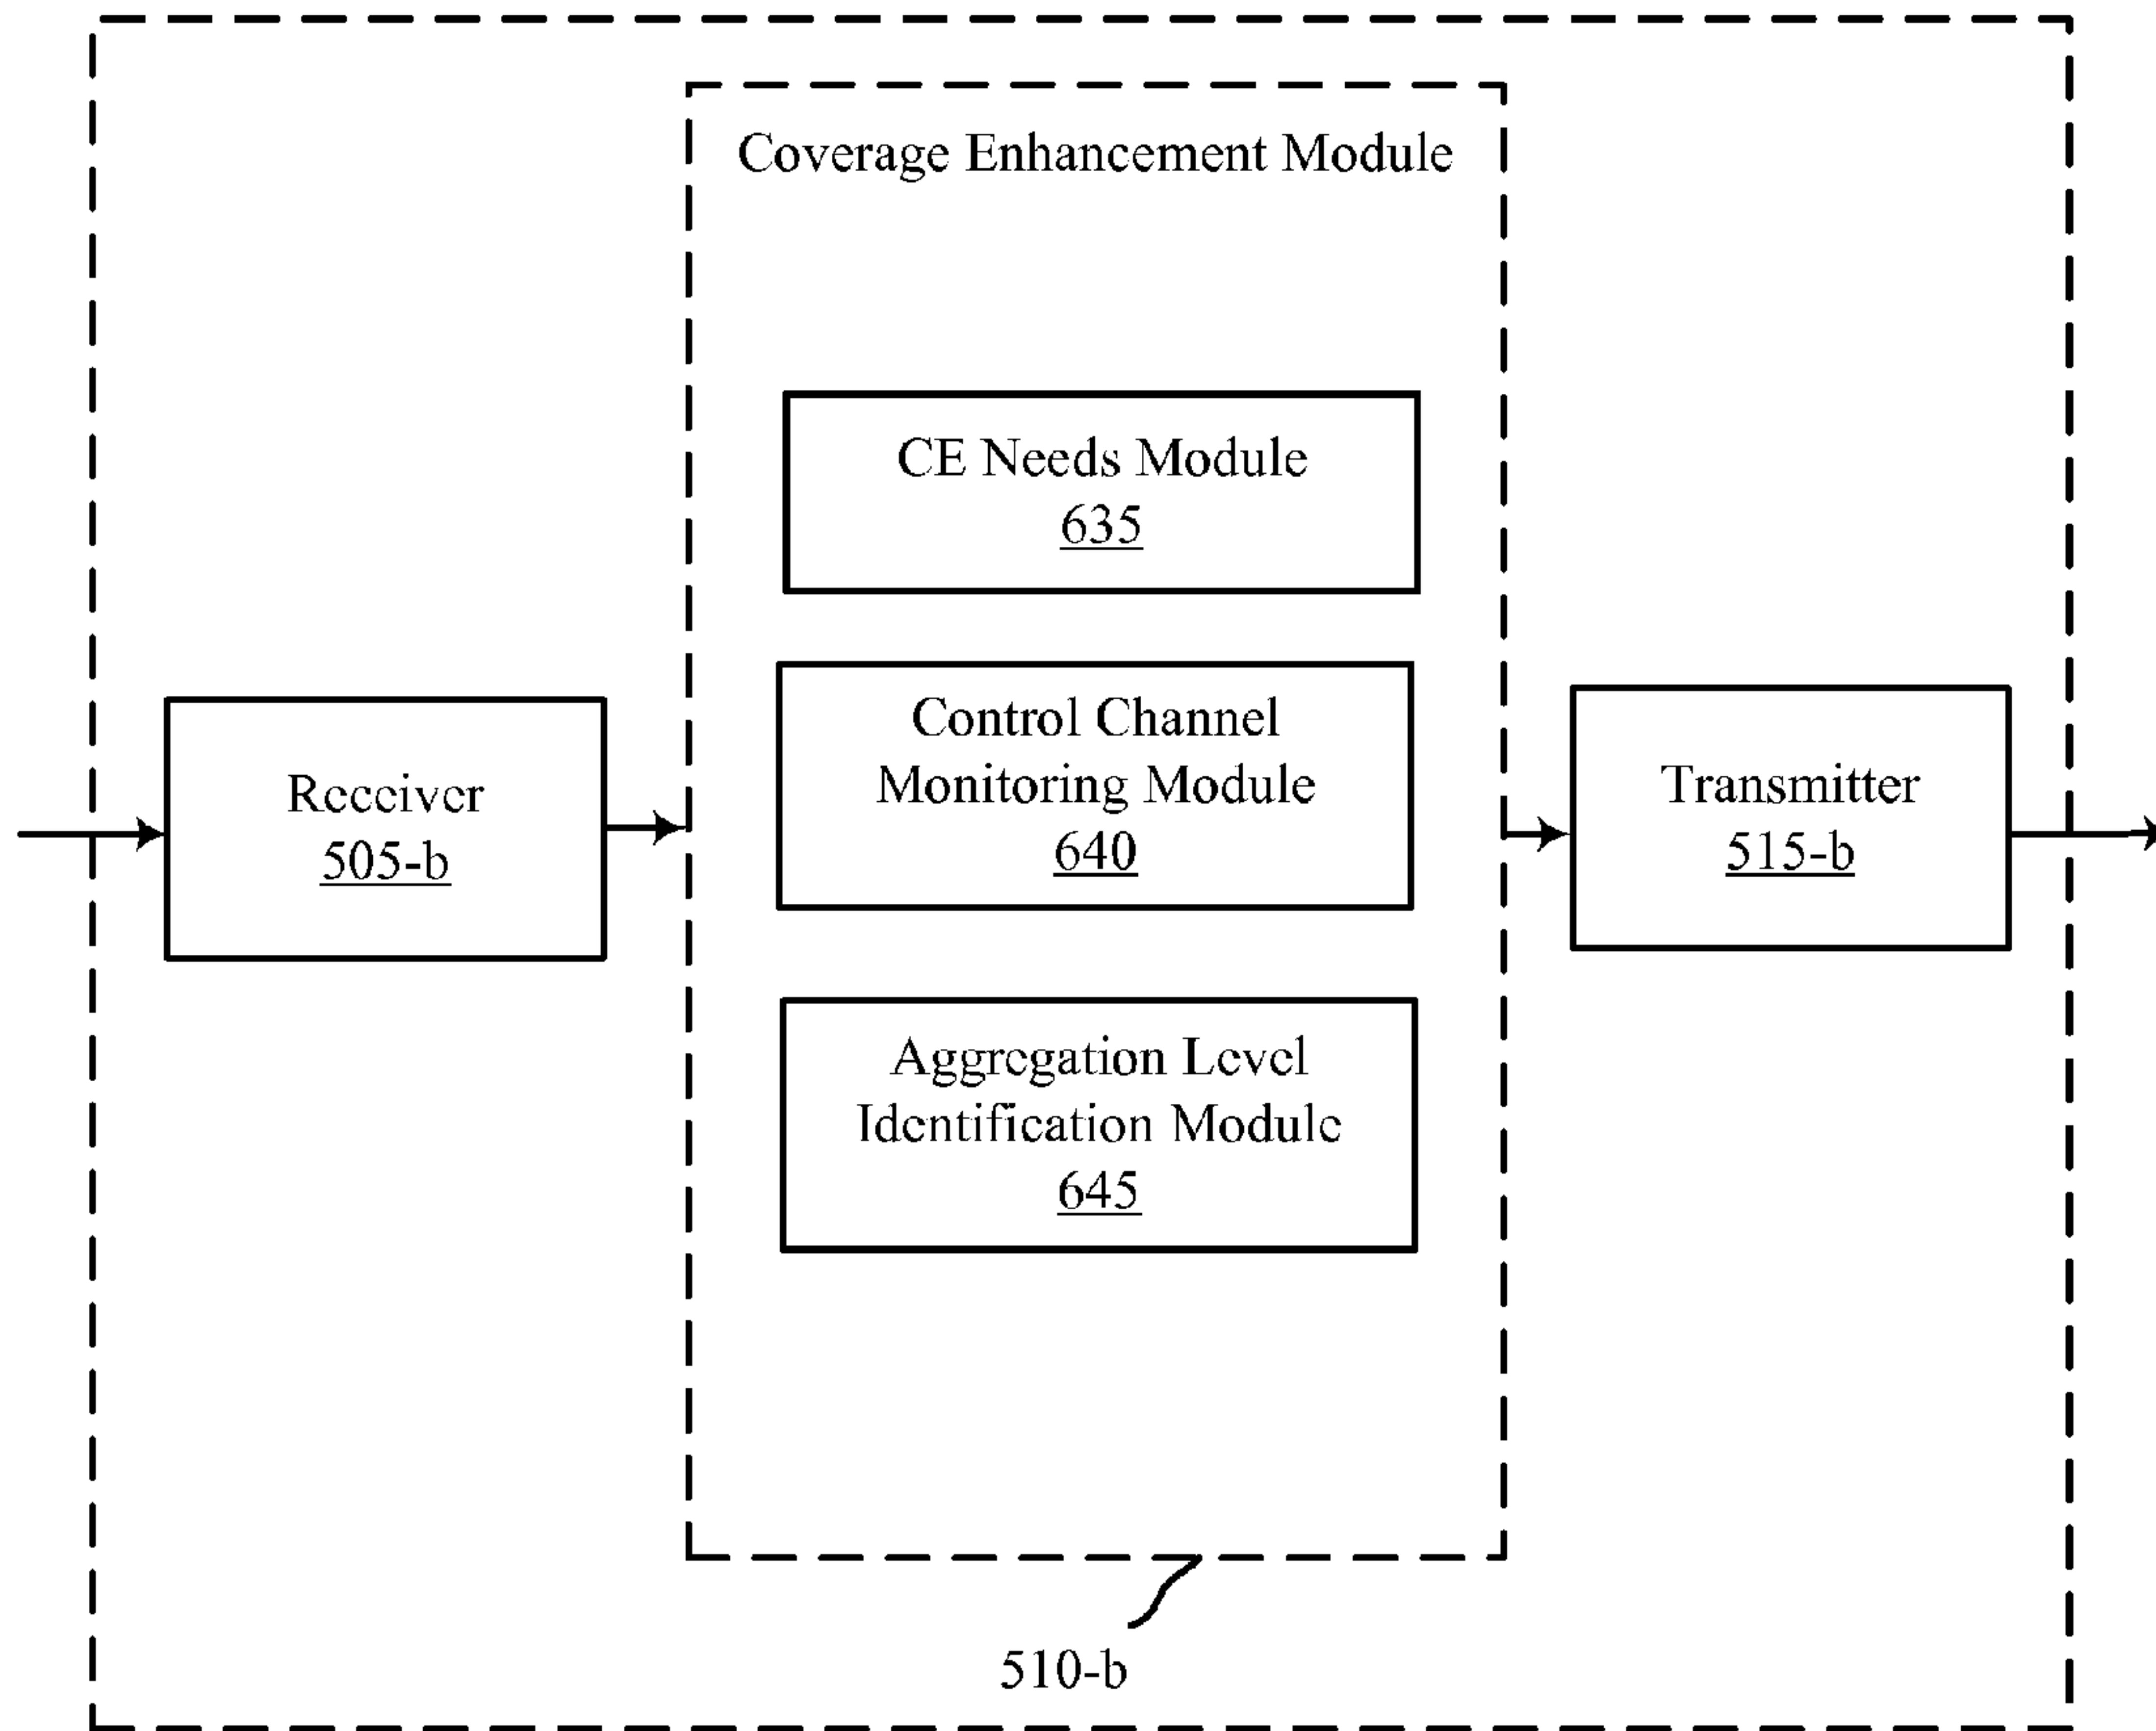 Coverage Enhancement Module
CE Needs Module
635
Control Channel
Monitoring Module
640
Receiver
505-b
Transmitter
515-b
Aggregation Level
Identification Module
645
510-b